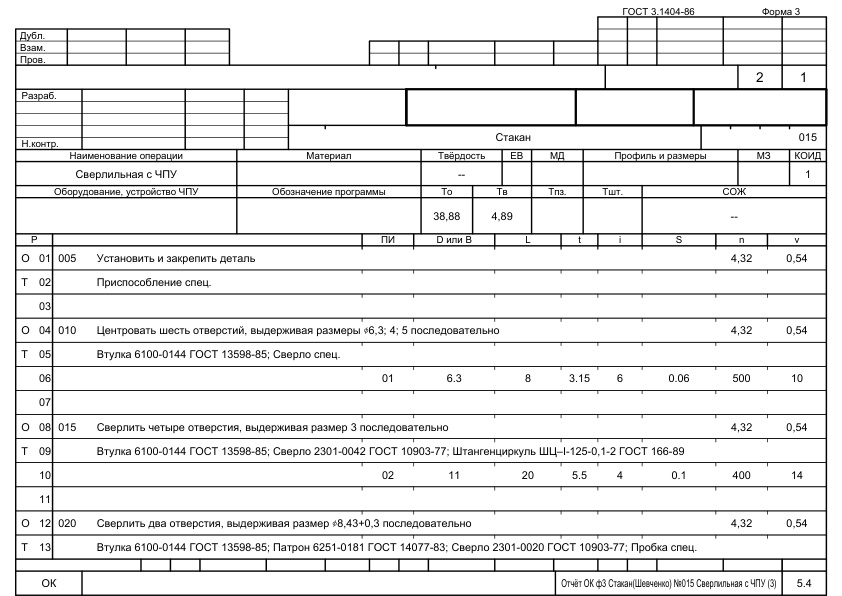 ГОСТ 3.1404-86 Форма 3
Дубл.
Взам.
Пров.
2 1
Разраб.
Н.контр.
Стакан 015
Наименование операции Материал Твёрдость ЕВ МД Профиль и размеры МЗ КОИД
Сверлильная с ЧПУ -- 1
Оборудование, устройство ЧПУ Обозначение программы То Тв Тпз. Тшт. СОЖ
38,88 4,89 --
Р ПИ D или В L t i S n v
О 01 005 Установить и закрепить деталь 4,32 0,54
Т 02 Приспособление спец.
03
О 04 010 Центровать шесть отверстий, выдерживая размеры ⌀6,3; 4; 5 последовательно 4,32 0,54
Т 05 Втулка 6100-0144 ГОСТ 13598-85; Сверло спец.
06 01 6.3 8 3.15 6 0.06 500 10
07
О 08 015 Сверлить четыре отверстия, выдерживая размер 3 последовательно 4,32 0,54
Т 09 Втулка 6100-0144 ГОСТ 13598-85; Сверло 2301-0042 ГОСТ 10903-77; Штангенциркуль ШЦ–I-125-0,1-2 ГОСТ 166-89
10 02 11 20 5.5 4 0.1 400 14
11
О 12 020 Сверлить два отверстия, выдерживая размер ⌀8,43+0,3 последовательно 4,32 0,54
Т 13 Втулка 6100-0144 ГОСТ 13598-85; Патрон 6251-0181 ГОСТ 14077-83; Сверло 2301-0020 ГОСТ 10903-77; Пробка спец.
ОК Отчёт ОК ф3 Стакан(Шевченко) №015 Сверлильная с ЧПУ (3) 5.4